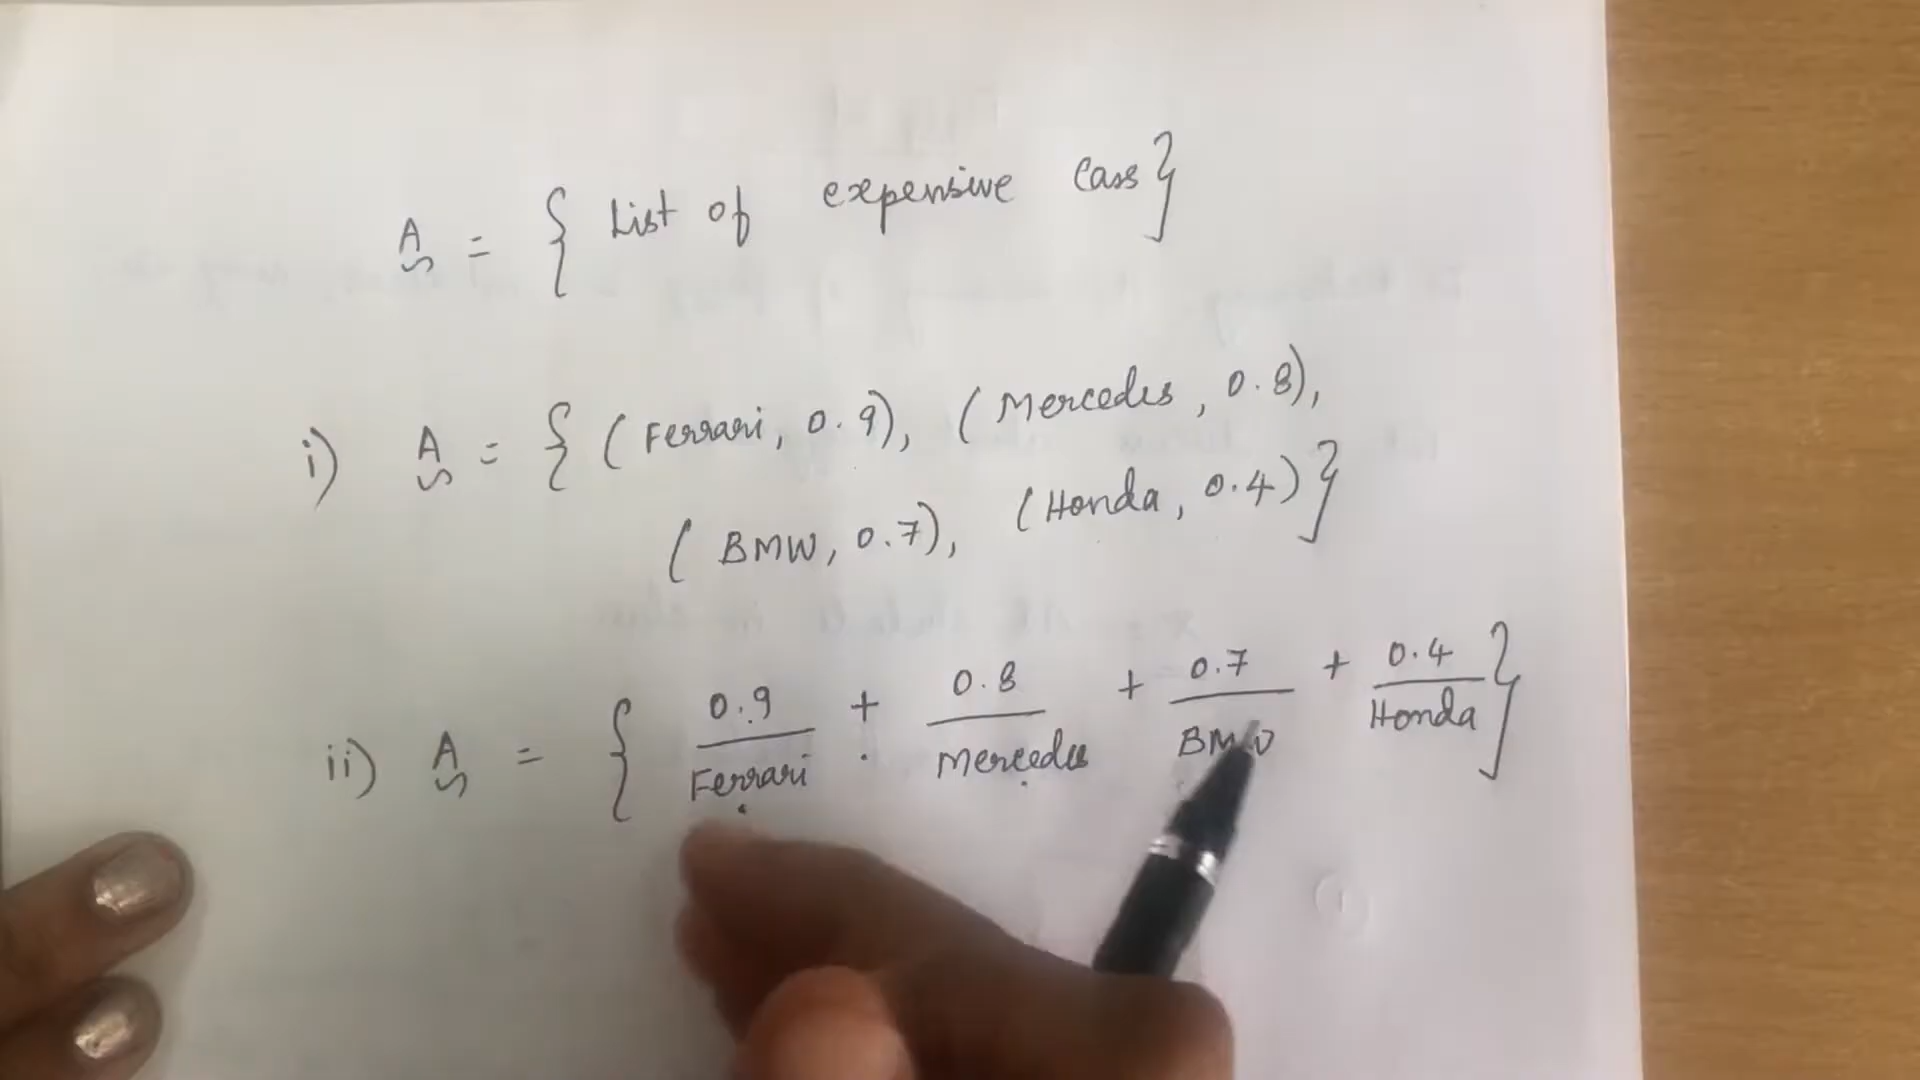 A = { List of expensive Cars }
i) A = { (Ferrari, 0.9), (Mercedes, 0.8),
(BMW, 0.7), (Honda, 0.4) }
ii) A = { 0.9/Ferrari + 0.8/Mercedes + 0.7/BMW + 0.4/Honda }